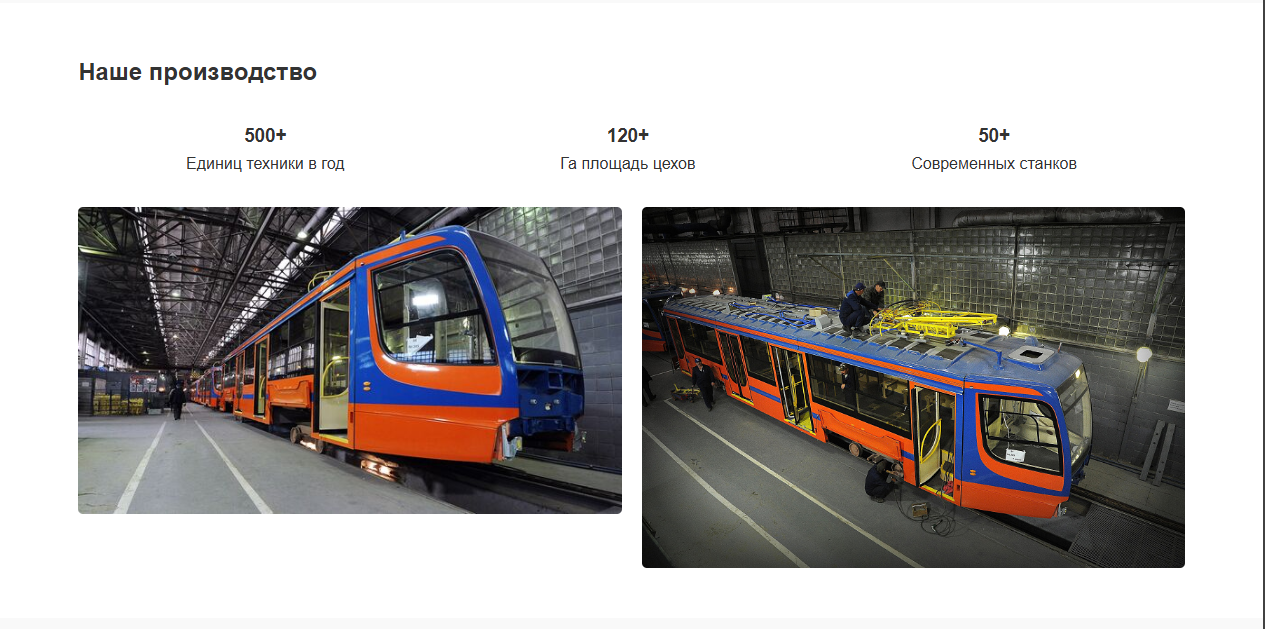 Наше производство
500+
Единиц техники в год
120+
Га площадь цехов
50+
Современных станков